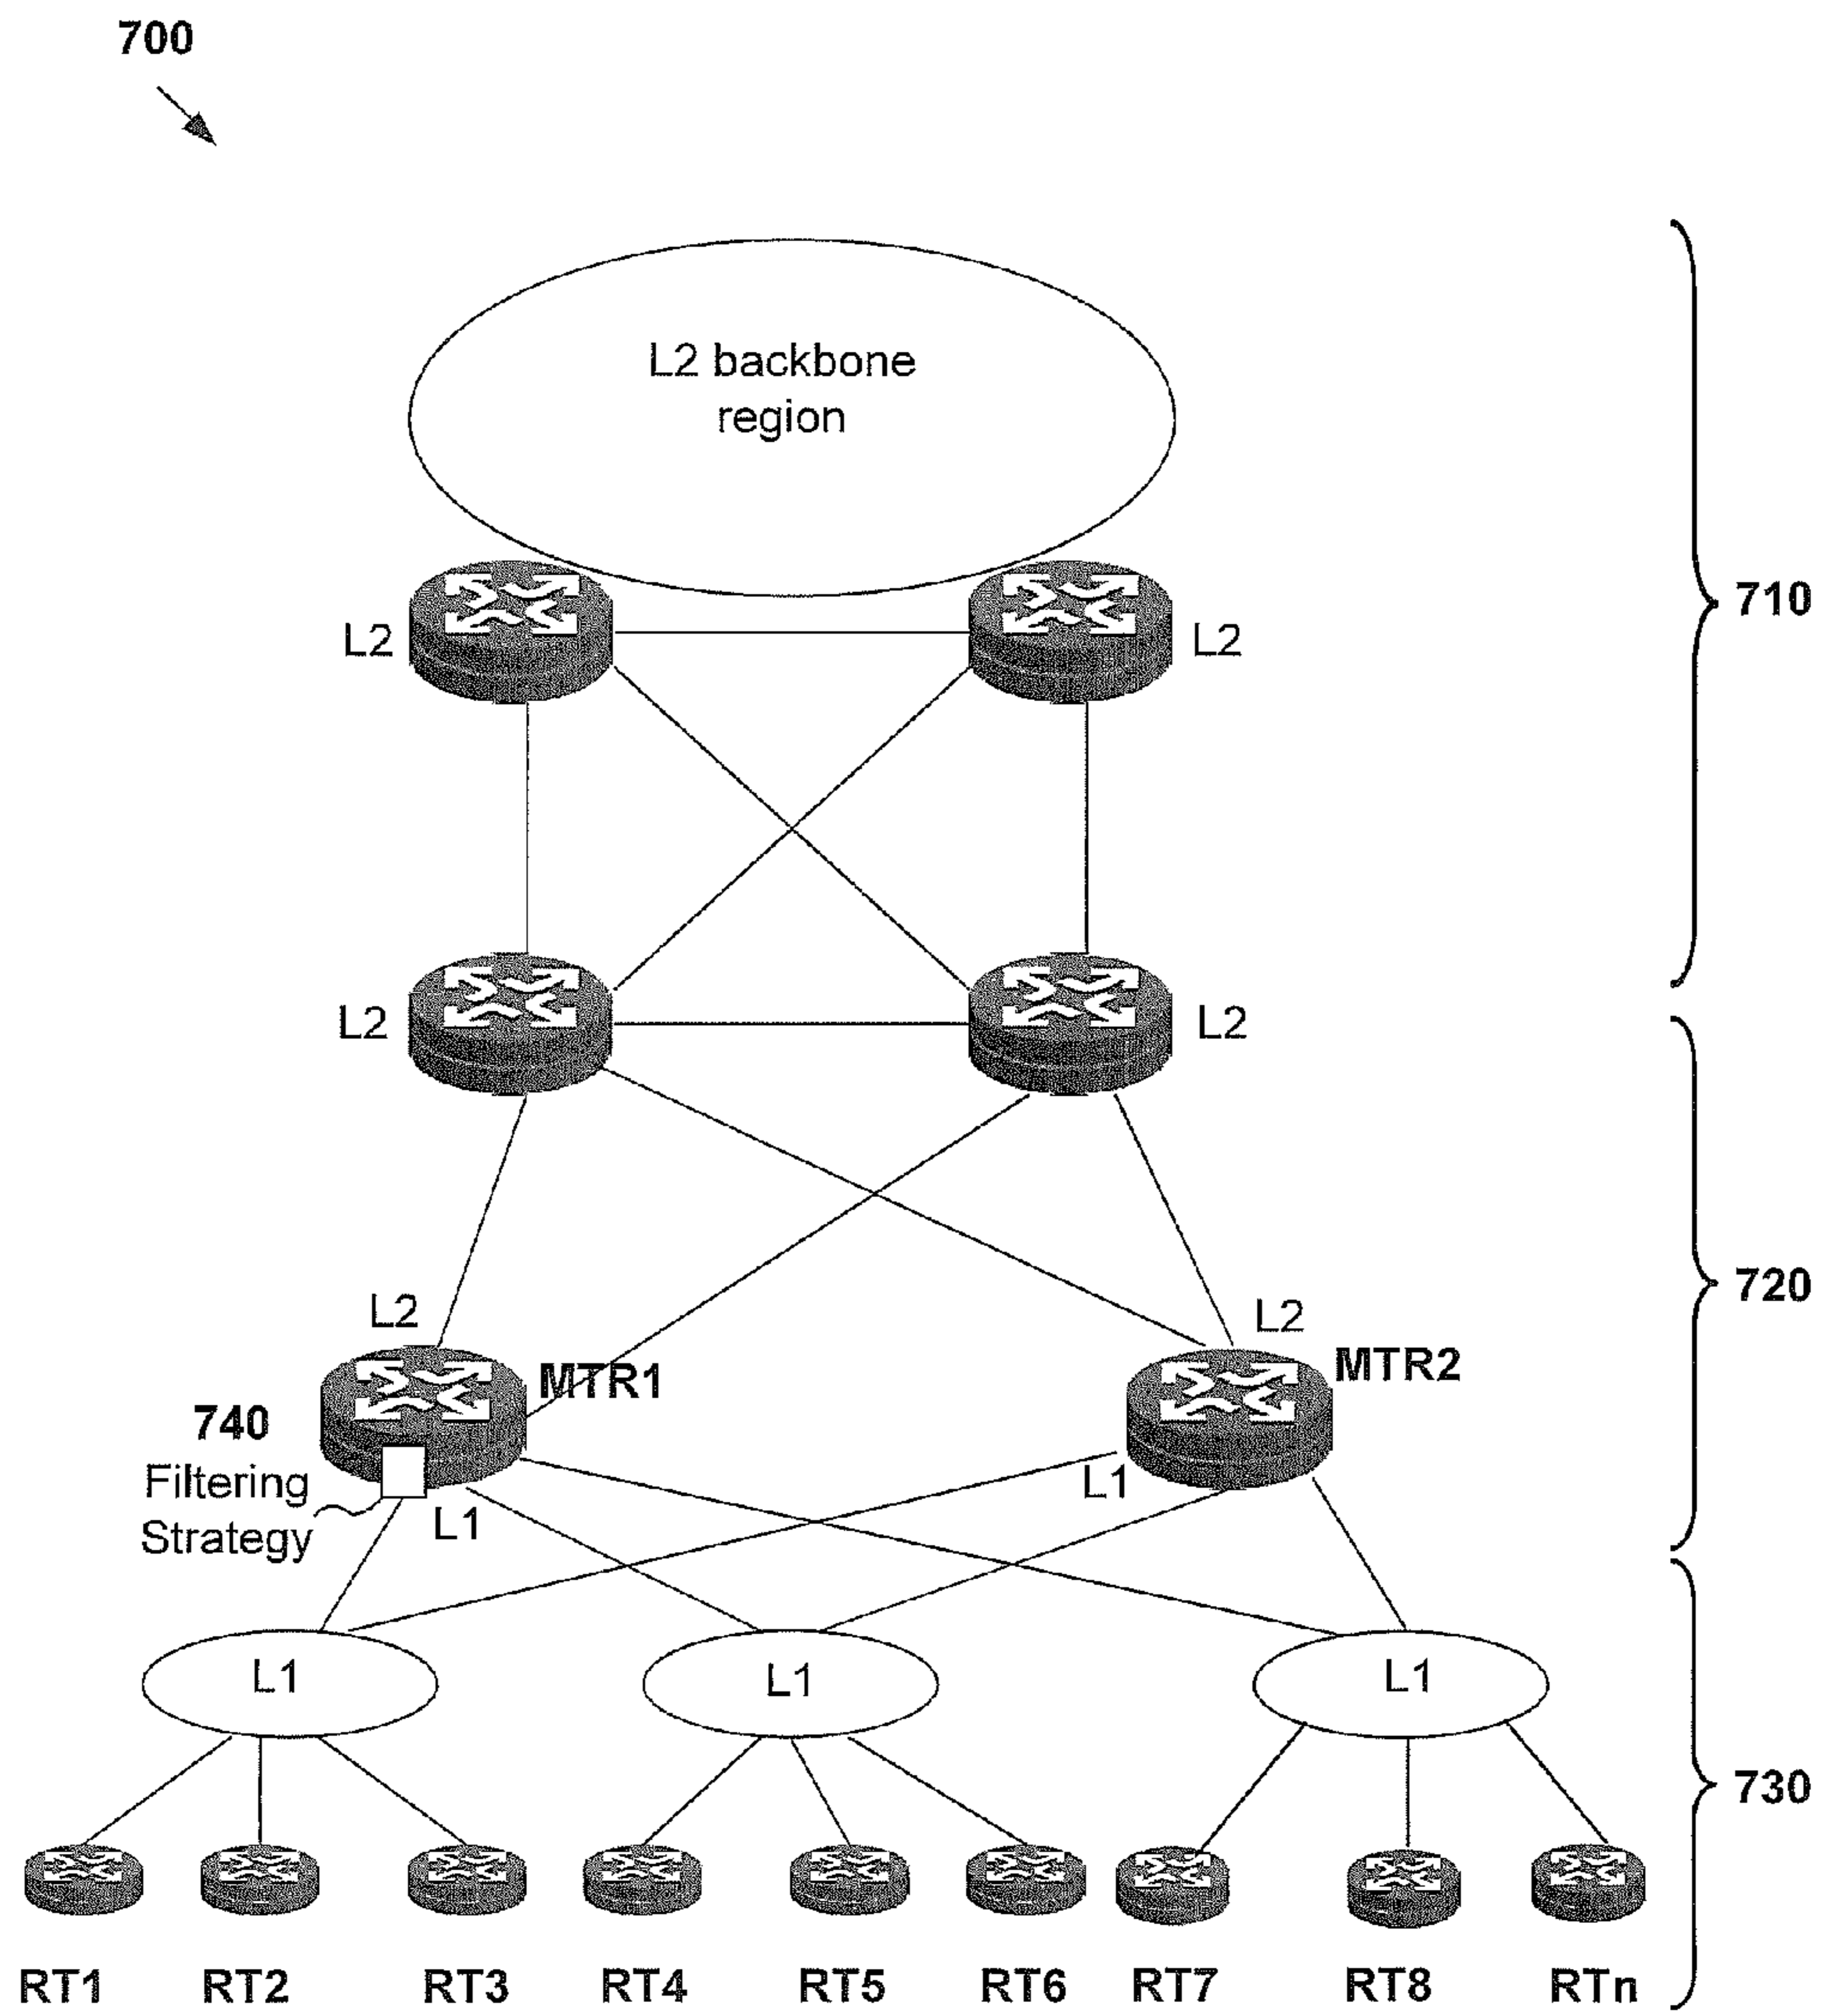 700
L2 backbone
region
710
L2
L2
L2
L2
720
L2
L2
MTR1
MTR2
740
Filtering
Strategy
L1
L1
L1
L1
L1
730
RT1
RT2
RT3
RT4
RT5
RT6
RT7
RT8
RTn